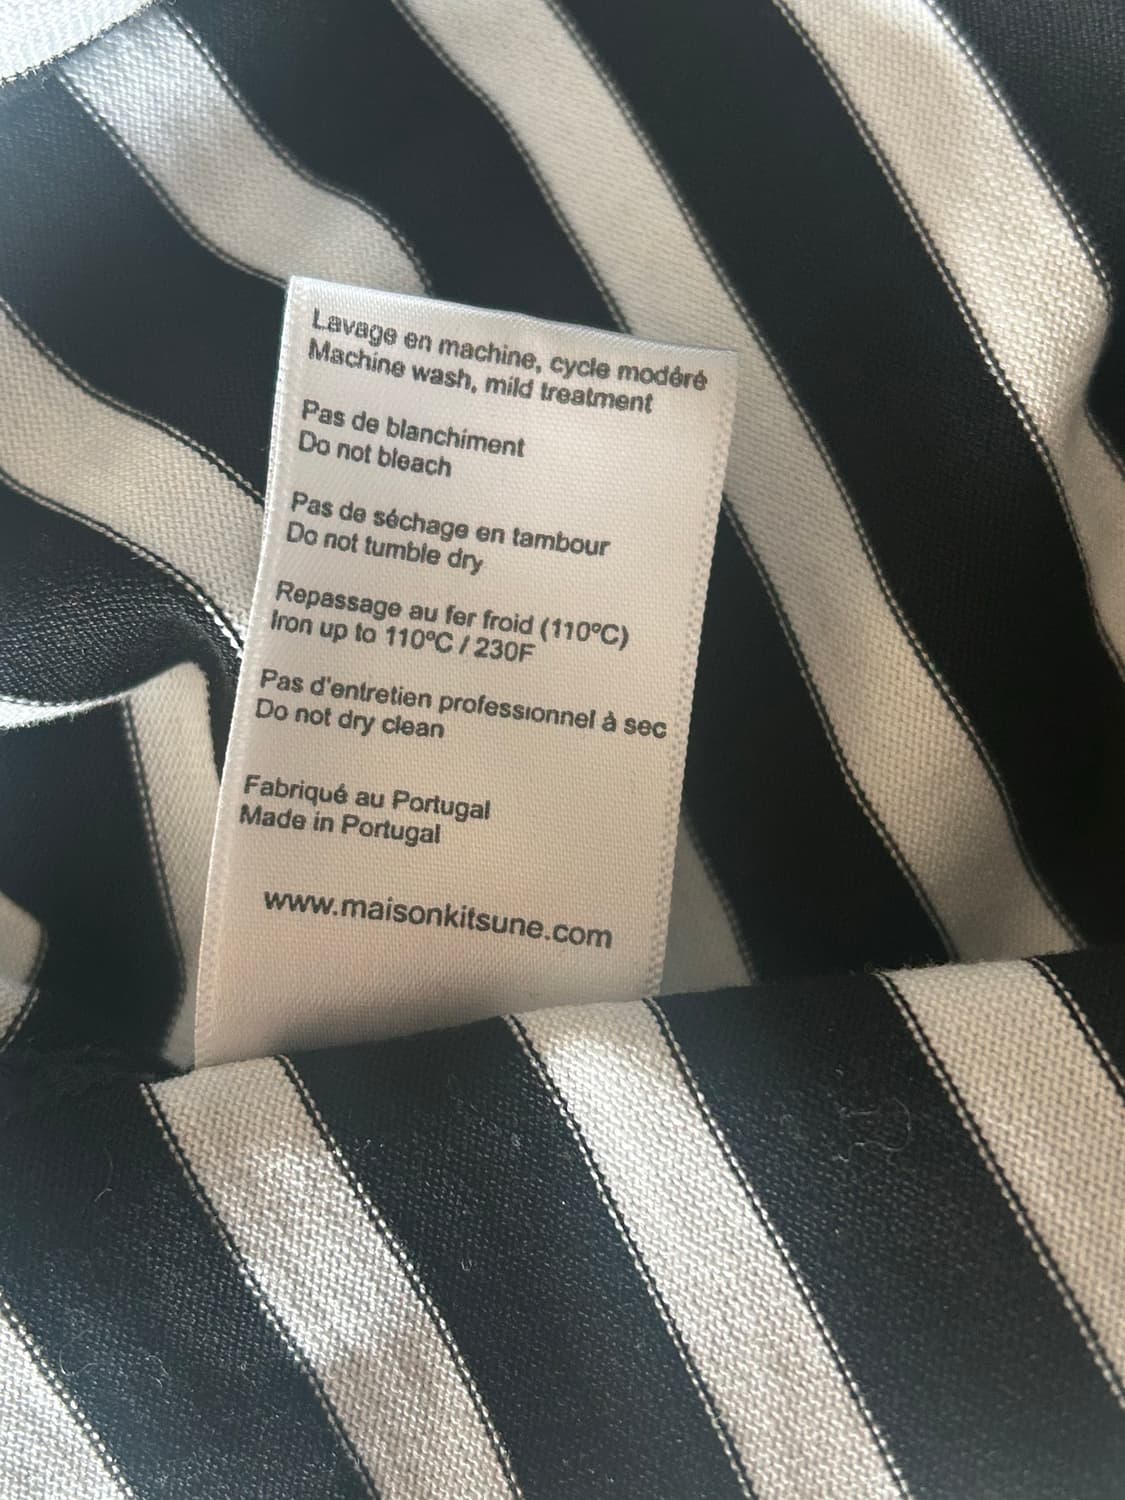 Lavage en machine, cycle modéré
Machine wash, mild treatment
Pas de blanchiment
Do not bleach
Pas de séchage en tambour
Do not tumble dry
Repassage au fer froid (110ºC)
Iron up to 110ºC / 230F
Pas d'entretien professionnel à sec
Do not dry clean
Fabriqué au Portugal
Made in Portugal
www.maisonkitsune.com